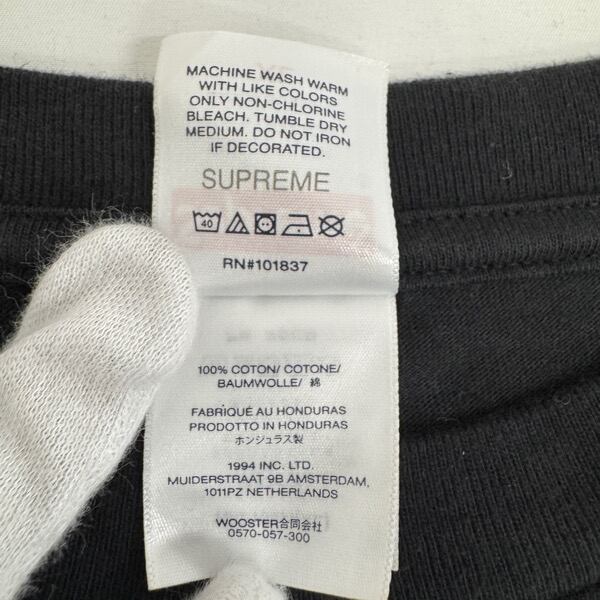 MACHINE WASH WARM
WITH LIKE COLORS
ONLY NON-CHLORINE
BLEACH. TUMBLE DRY
MEDIUM. DO NOT IRON
IF DECORATED.
SUPREME
40
RN#101837
100% COTON/ COTONE/
BAUMWOLLE/ 綿
FABRIQUÉ AU HONDURAS
PRODOTTO IN HONDURAS
ホンジュラス製
1994 INC. LTD.
MUIDERSTRAAT 9B AMSTERDAM,
1011PZ NETHERLANDS
WOOSTER合同会社
0570-057-300